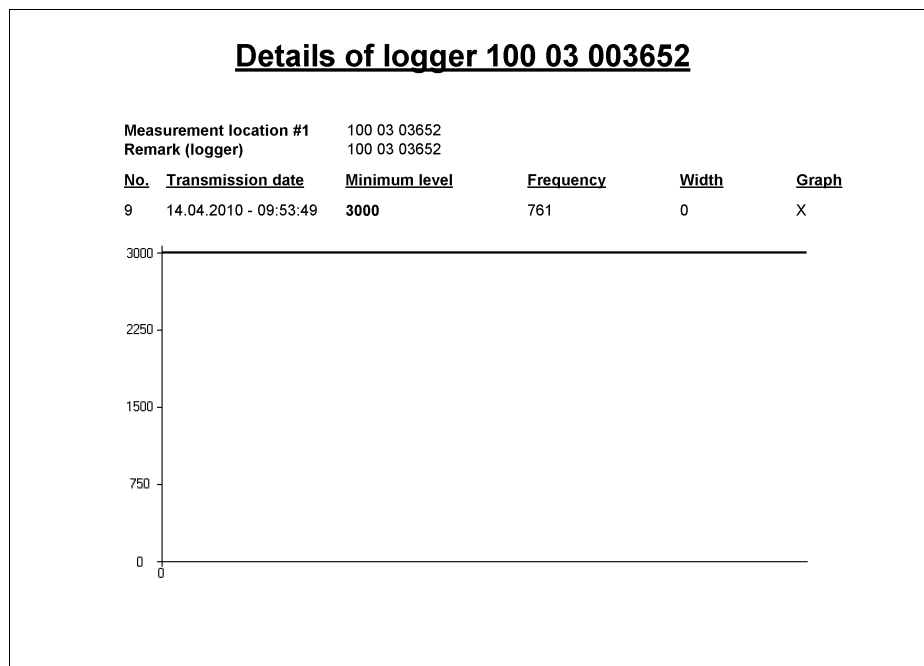 Details of logger 100 03 003652
Measurement location #1 100 03 03652
Remark (logger) 100 03 03652
No. Transmission date Minimum level Frequency Width Graph
9 14.04.2010 - 09:53:49 3000 761 0 X
3000
2250
1500
750
0
0